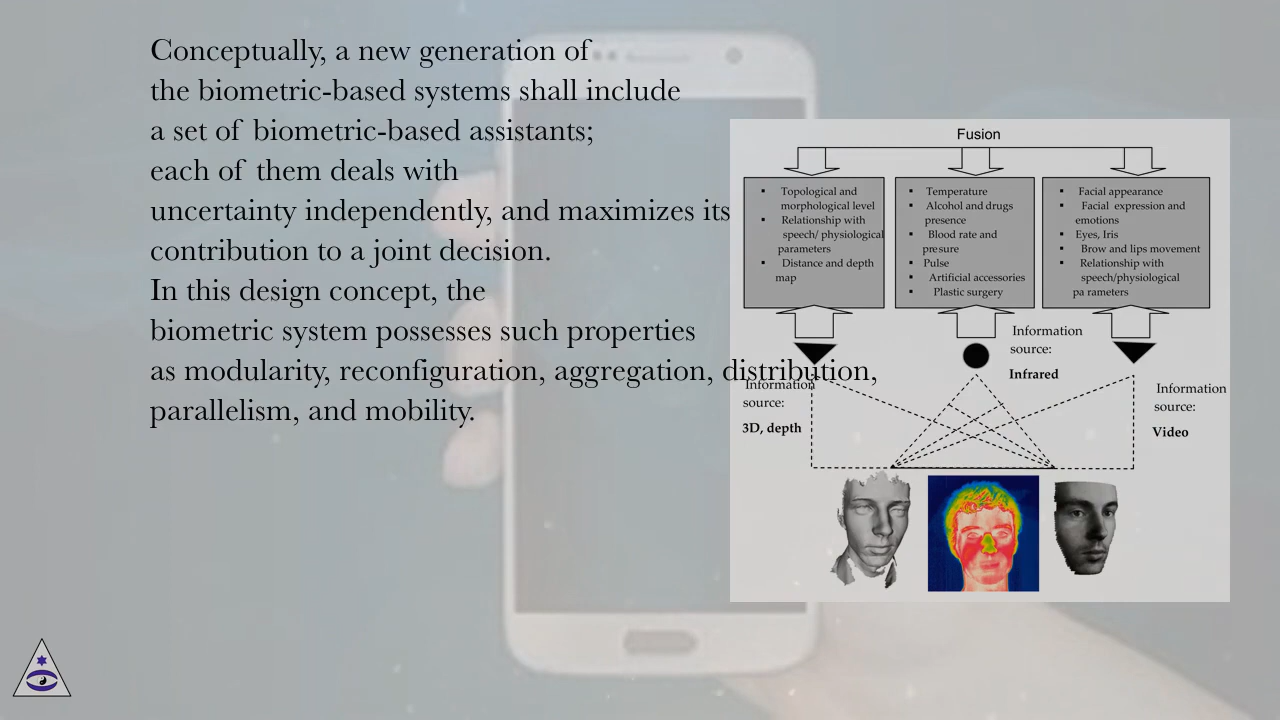 Conceptually, a new generation of
the biometric-based systems shall include
a set of biometric-based assistants;
each of them deals with
uncertainty independently, and maximizes its
contribution to a joint decision.
In this design concept, the
biometric system possesses such properties
as modularity, reconfiguration, aggregation, distribution,
parallelism, and mobility.
Fusion
▪ Topological and
morphological level
▪ Relationship with
speech/ physiological
parameters
▪ Distance and depth
map
▪ Temperature
▪ Alcohol and drugs
presence
▪ Blood rate and
presure
▪ Pulse
▪ Artificial accessories
▪ Plastic surgery
▪ Facial appearance
▪ Facial expression and
emotions
▪ Eyes, Iris
▪ Brow and lips movement
▪ Relationship with
speech/physiological
pa rameters
Information
source:
3D, depth
Information
source:
Infrared
Information
source:
Video